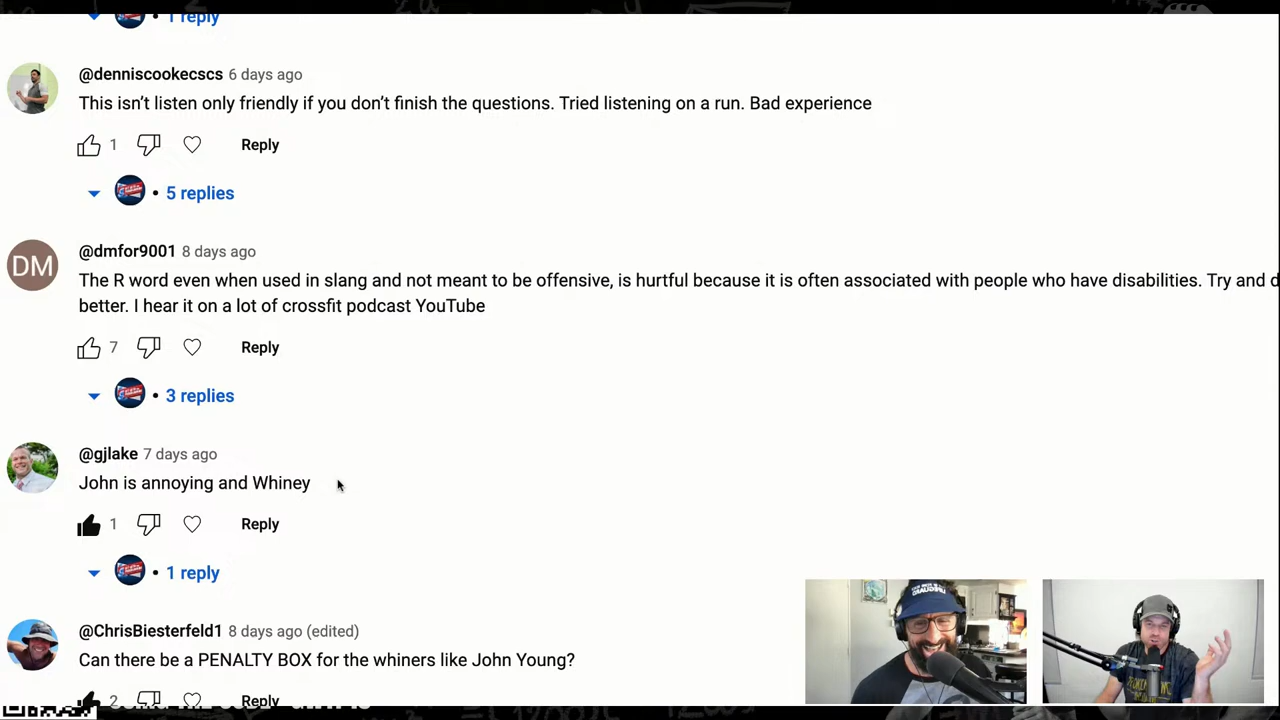 1 reply
@denniscookecscs 6 days ago
This isn’t listen only friendly if you don’t finish the questions. Tried listening on a run. Bad experience
1 Reply
• 5 replies
DM
@dmfor9001 8 days ago
The R word even when used in slang and not meant to be offensive, is hurtful because it is often associated with people who have disabilities. Try and d
better. I hear it on a lot of crossfit podcast YouTube
7 Reply
• 3 replies
@gjlake 7 days ago
John is annoying and Whiney
1 Reply
• 1 reply
@ChrisBiesterfeld1 8 days ago (edited)
Can there be a PENALTY BOX for the whiners like John Young?
2 Reply